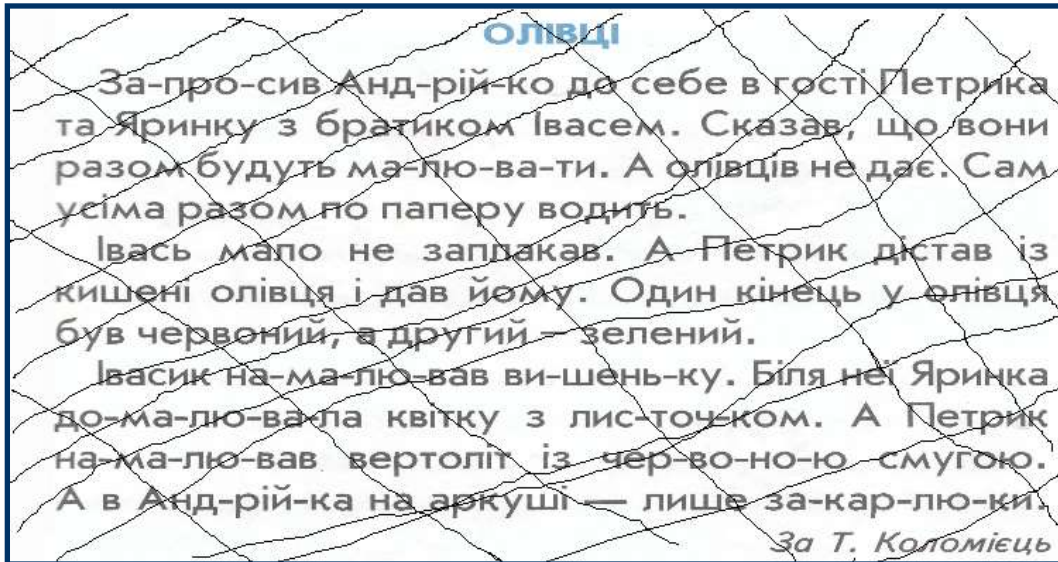 ОЛІВЦІ
За-про-сив Анд-рій-ко до себе в гості Петрика
та Яринку з братиком Івасем. Сказав, що вони
разом будуть ма-лю-ва-ти. А олівців не дає. Сам
усіма разом по паперу водить.
Івась мало не заплакав. А Петрик дістав із
кишені олівця і дав йому. Один кінець у олівця
був червоний, а другий – зелений.
Івасик на-ма-лю-вав ви-шень-ку. Біля неї Яринка
до-ма-лю-ва-ла квітку з лис-точ-ком. А Петрик
на-ма-лю-вав вертоліт із чер-во-но-ю смугою.
А в Анд-рій-ка на аркуші — лише за-кар-лю-ки.
За Т. Коломієць